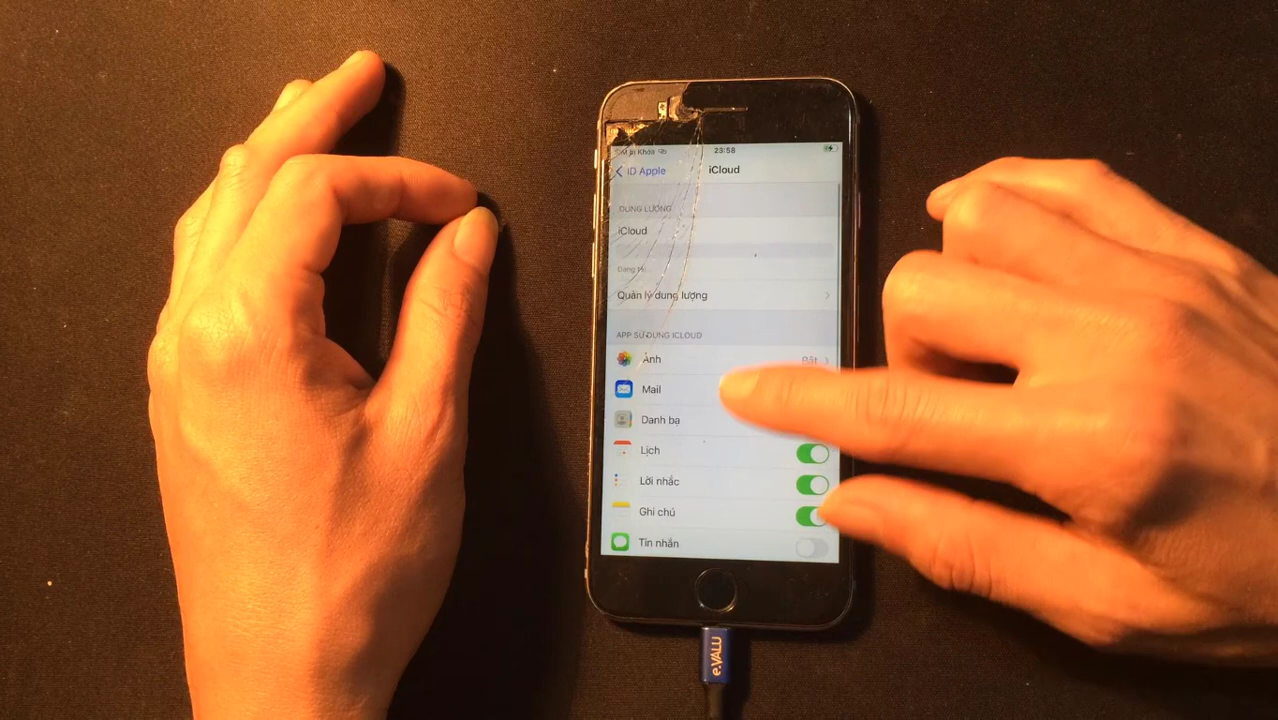 23:58
iD Apple
iCloud
DUNG LƯỢNG
iCloud
Quản lý dung lượng
APP SỬ DỤNG ICLOUD
Ảnh
Bật
Mail
Danh bạ
Lịch
Lời nhắc
Ghi chú
Tin nhắn
e.VALU